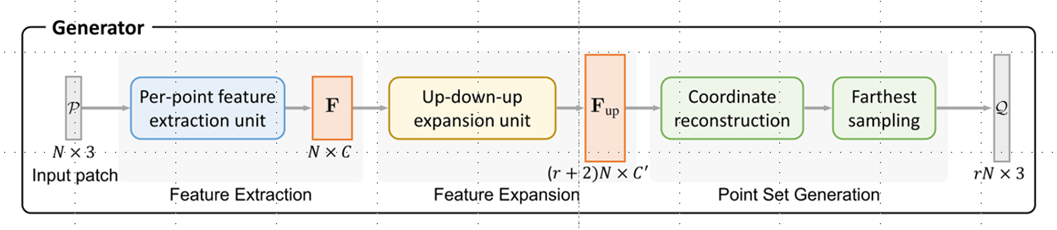 Generator
𝒫
N × 3
Input patch
Per-point feature
extraction unit
F
N × C
Feature Extraction
Up-down-up
expansion unit
F_up
(r + 2)N × C′
Feature Expansion
Coordinate
reconstruction
Farthest
sampling
Point Set Generation
𝒬
rN × 3